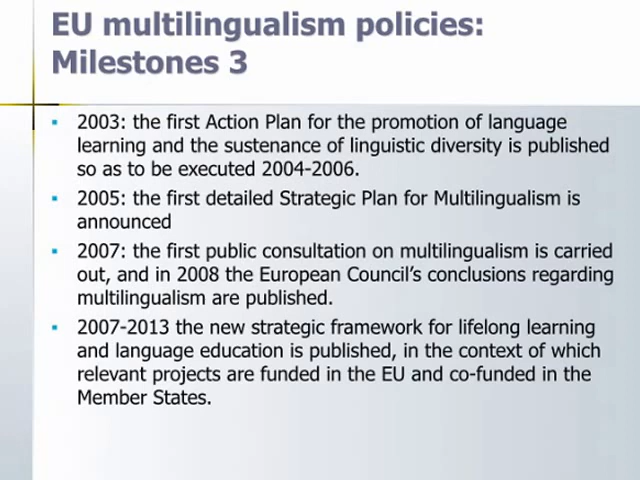 EU multilingualism policies:
Milestones 3
▪ 2003: the first Action Plan for the promotion of language
learning and the sustenance of linguistic diversity is published
so as to be executed 2004-2006.
▪ 2005: the first detailed Strategic Plan for Multilingualism is
announced
▪ 2007: the first public consultation on multilingualism is carried
out, and in 2008 the European Council's conclusions regarding
multilingualism are published.
▪ 2007-2013 the new strategic framework for lifelong learning
and language education is published, in the context of which
relevant projects are funded in the EU and co-funded in the
Member States.